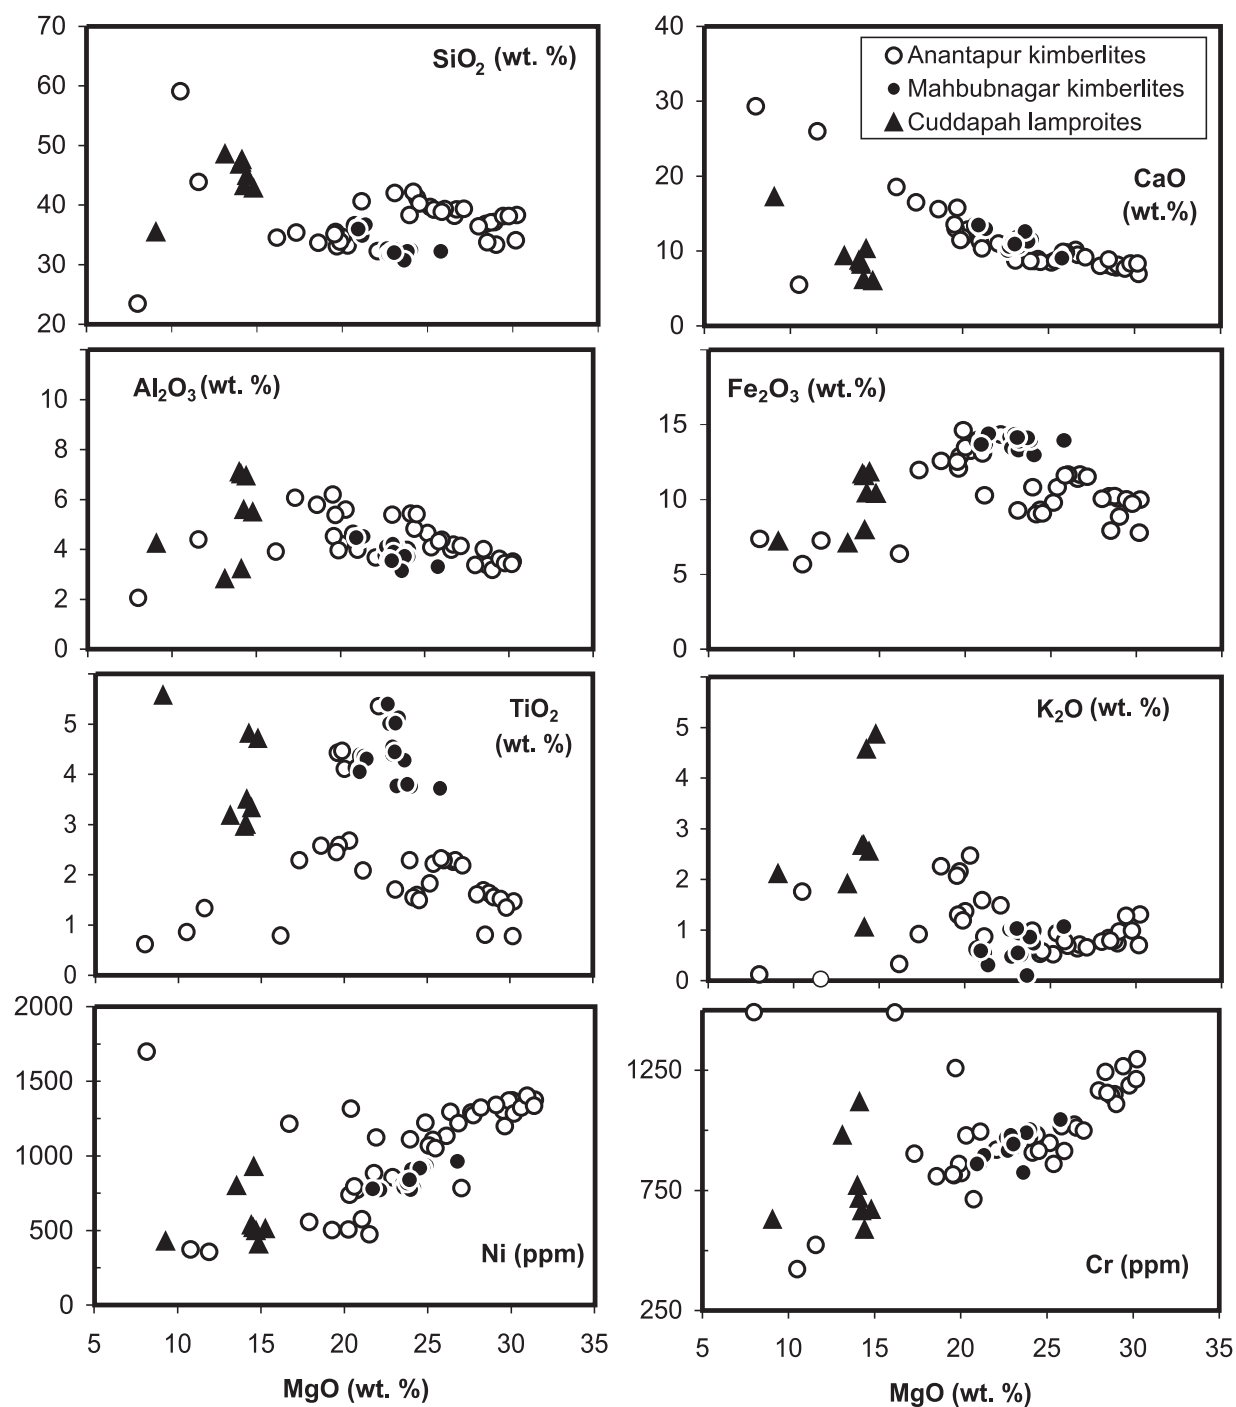 70
60
50
40
30
20
SiO₂ (wt. %)
40
30
20
10
0
○ Anantapur kimberlites
● Mahbubnagar kimberlites
▲ Cuddapah lamproites
CaO
(wt.%)
10
8
6
4
2
0
Al₂O₃ (wt. %)
15
10
5
0
Fe₂O₃ (wt.%)
5
4
3
2
1
0
TiO₂
(wt. %)
5
4
3
2
1
0
K₂O (wt. %)
2000
1500
1000
500
0
Ni (ppm)
5 10 15 20 25 30 35
MgO (wt. %)
1250
750
250
Cr (ppm)
5 10 15 20 25 30 35
MgO (wt. %)